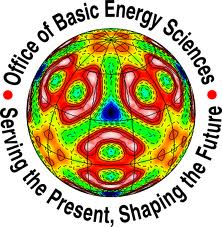 Office of Basic Energy Sciences
Serving the Present, Shaping the Future